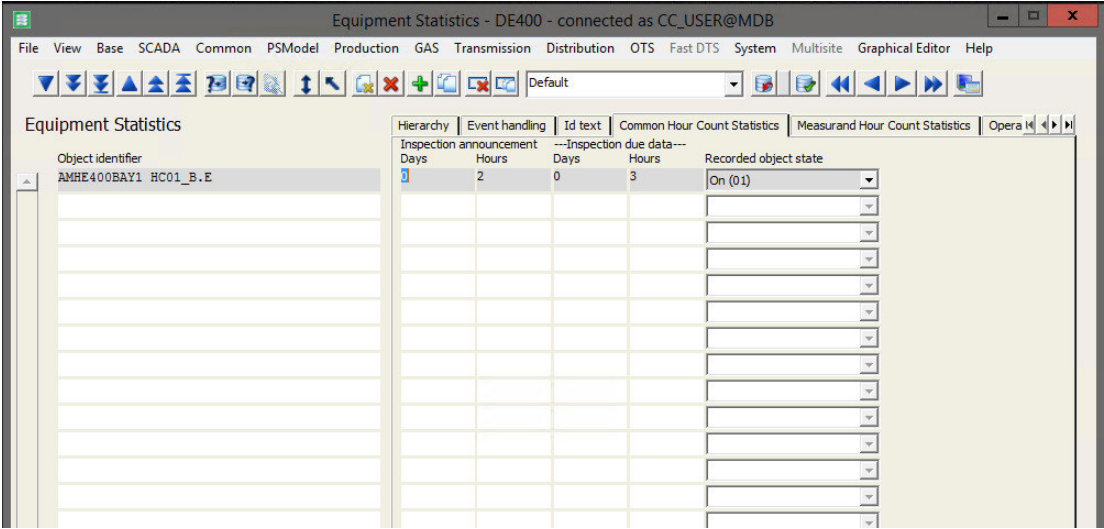 Equipment Statistics - DE400 - connected as CC_USER@MDB
x
File View Base SCADA Common PSModel Production GAS Transmission Distribution OTS Fast DTS System Multisite Graphical Editor Help
Default
Equipment Statistics
Hierarchy Event handling Id text Common Hour Count Statistics Measurand Hour Count Statistics Opera
Inspection announcement ---Inspection due data---
Object identifier Days Hours Days Hours Recorded object state
AMHE400BAY1 HC01_B.E 0 2 0 3 On (01)